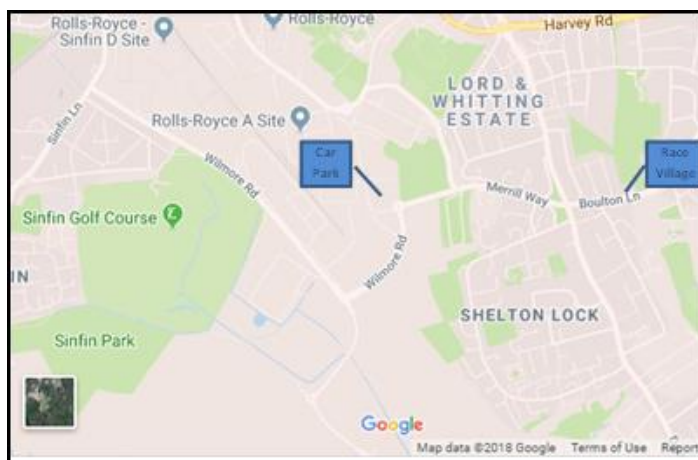 Rolls-Royce -
Sinfin D Site
Rolls-Royce
Harvey Rd
LORD &
WHITTING
ESTATE
Sinfin Ln
Rolls-Royce A Site
Car
Park
Race
Village
Wilmore Rd
Merrill Way
Boulton Ln
Sinfin Golf Course
Wilmore Rd
IN
SHELTON LOCK
Sinfin Park
Google
Map data ©2018 Google
Terms of Use
Report